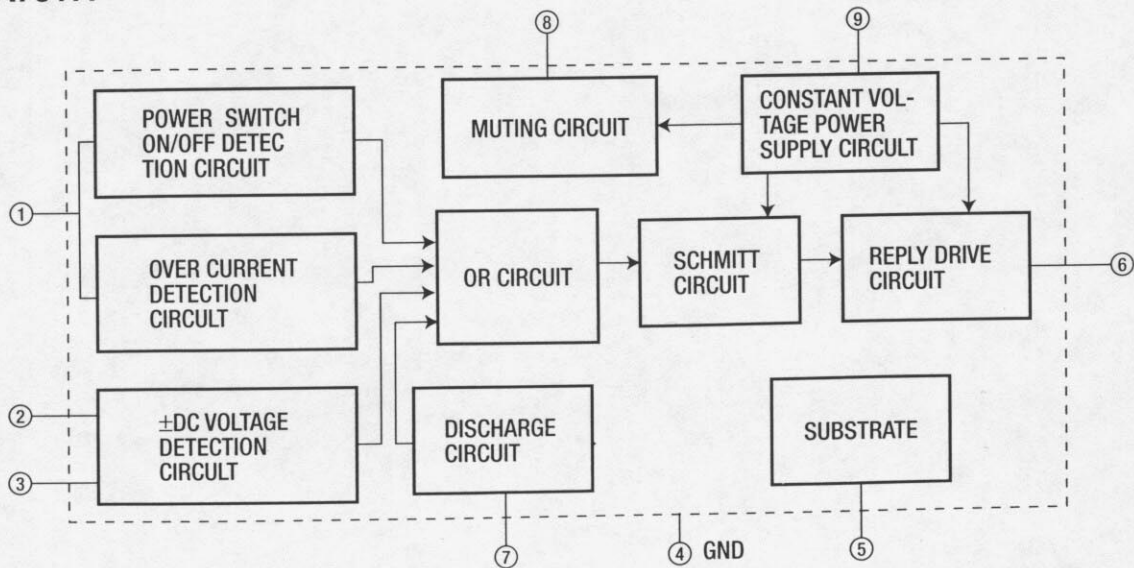 ⑧
⑨
POWER SWITCH
ON/OFF DETEC
TION CIRCUIT
MUTING CIRCUIT
CONSTANT VOL-
TAGE POWER
SUPPLY CIRCULT
①
OVER CURRENT
DETECTION
CIRCULT
OR CIRCUIT
SCHMITT
CIRCUIT
REPLY DRIVE
CIRCUIT
⑥
②
③
±DC VOLTAGE
DETECTION
CIRCULT
DISCHARGE
CIRCUIT
SUBSTRATE
⑦
④ GND
⑤